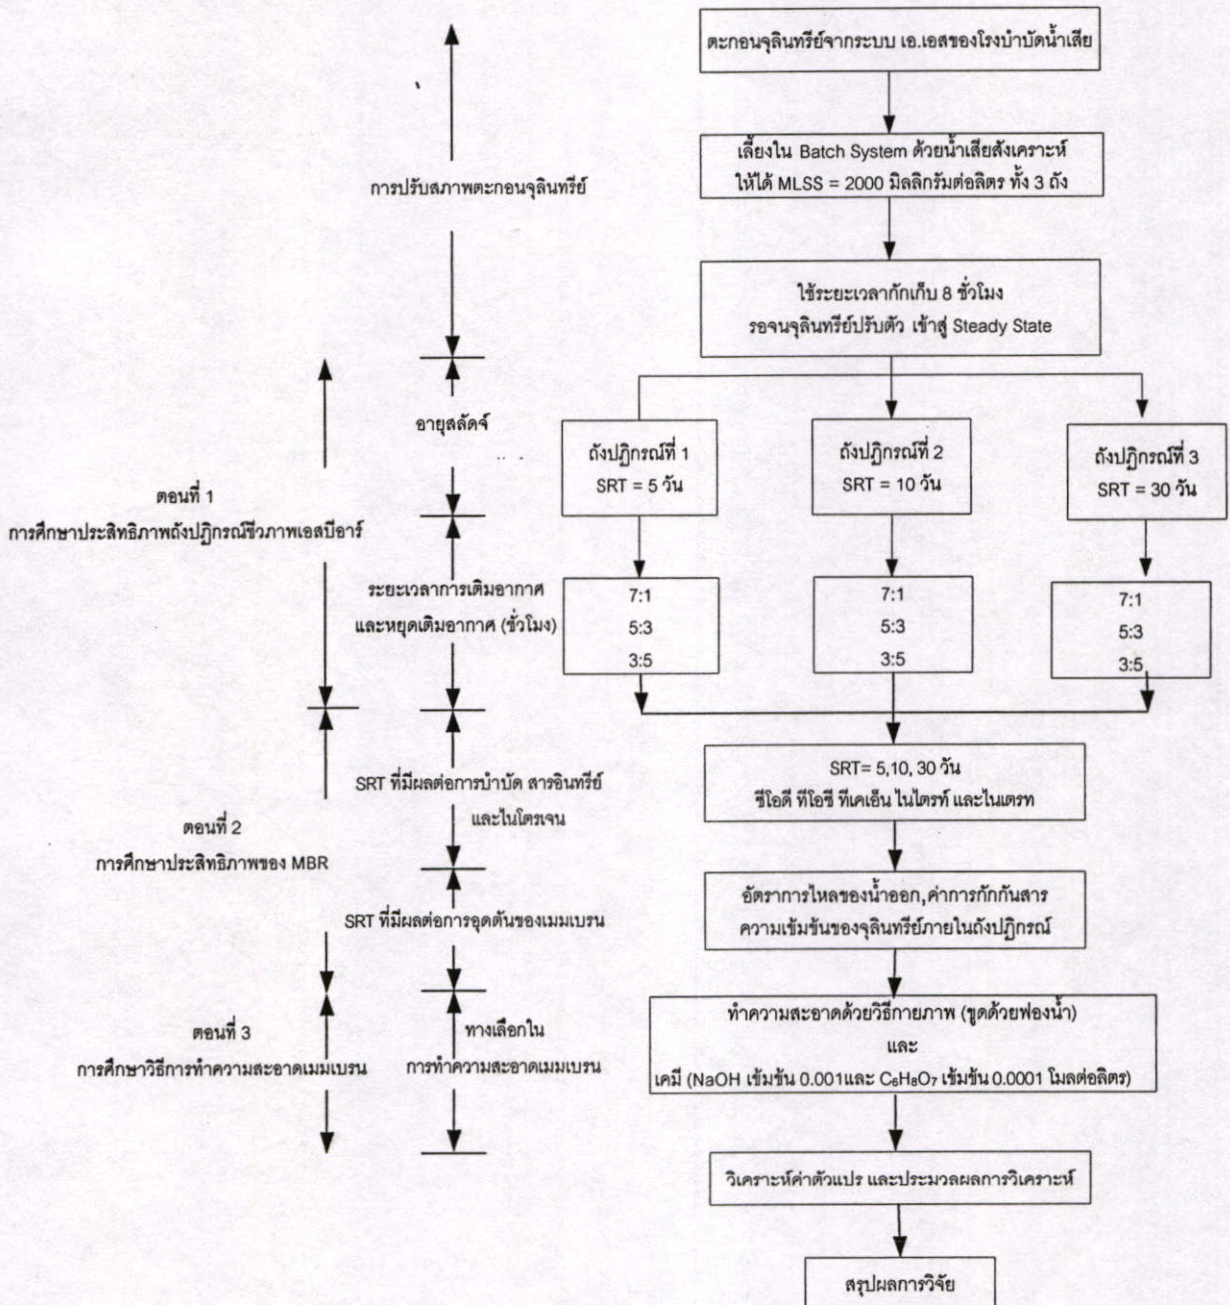 ตะกอนจุลินทรีย์จากระบบ เอ.เอสของโรงบำบัดน้ำเสีย
เลี้ยงใน Batch System ด้วยน้ำเสียสังเคราะห์
ให้ได้ MLSS = 2000 มิลลิกรัมต่อลิตร ทั้ง 3 ถัง
การปรับสภาพตะกอนจุลินทรีย์
ใช้ระยะเวลากักเก็บ 8 ชั่วโมง
รอจนจุลินทรีย์ปรับตัว เข้าสู่ Steady State
อายุสลัดจ์
ถังปฏิกรณ์ที่ 1
SRT = 5 วัน
ถังปฏิกรณ์ที่ 2
SRT = 10 วัน
ถังปฏิกรณ์ที่ 3
SRT = 30 วัน
ตอนที่ 1
การศึกษาประสิทธิภาพถังปฏิกรณ์ชีวภาพเอสบีอาร์
ระยะเวลาการเติมอากาศ
และหยุดเติมอากาศ (ชั่วโมง)
7:1
5:3
3:5
7:1
5:3
3:5
7:1
5:3
3:5
SRT ที่มีผลต่อการบำบัด สารอินทรีย์
และไนโตรเจน
SRT= 5,10, 30 วัน
ซีโอดี ทีโอซี ทีเคเอ็น ไนไตรท์ และไนเตรท
ตอนที่ 2
การศึกษาประสิทธิภาพของ MBR
SRT ที่มีผลต่อการอุดตันของเมมเบรน
อัตราการไหลของน้ำออก,ค่าการกักกันสาร
ความเข้มข้นของจุลินทรีย์ภายในถังปฏิกรณ์
ตอนที่ 3
การศึกษาวิธีการทำความสะอาดเมมเบรน
ทางเลือกใน
การทำความสะอาดเมมเบรน
ทำความสะอาดด้วยวิธีกายภาพ (ขูดด้วยฟองน้ำ)
และ
เคมี (NaOH เข้มข้น 0.001และ C₆H₈O₇ เข้มข้น 0.0001 โมลต่อลิตร)
วิเคราะห์ค่าตัวแปร และประมวลผลการวิเคราะห์
สรุปผลการวิจัย